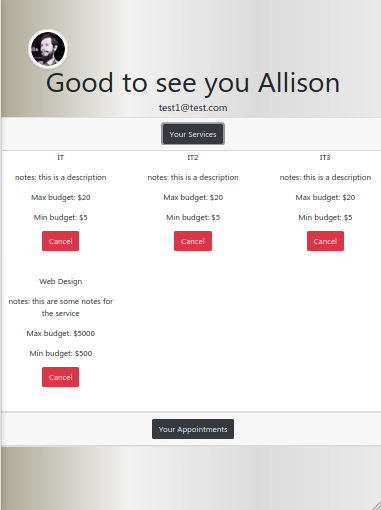 Good to see you Allison
test1@test.com
Your Services
IT
notes: this is a description
Max budget: $20
Min budget: $5
Cancel
IT2
notes: this is a description
Max budget: $20
Min budget: $5
Cancel
IT3
notes: this is a description
Max budget: $20
Min budget: $5
Cancel
Web Design
notes: these are some notes for
the service
Max budget: $5000
Min budget: $500
Cancel
Your Appointments